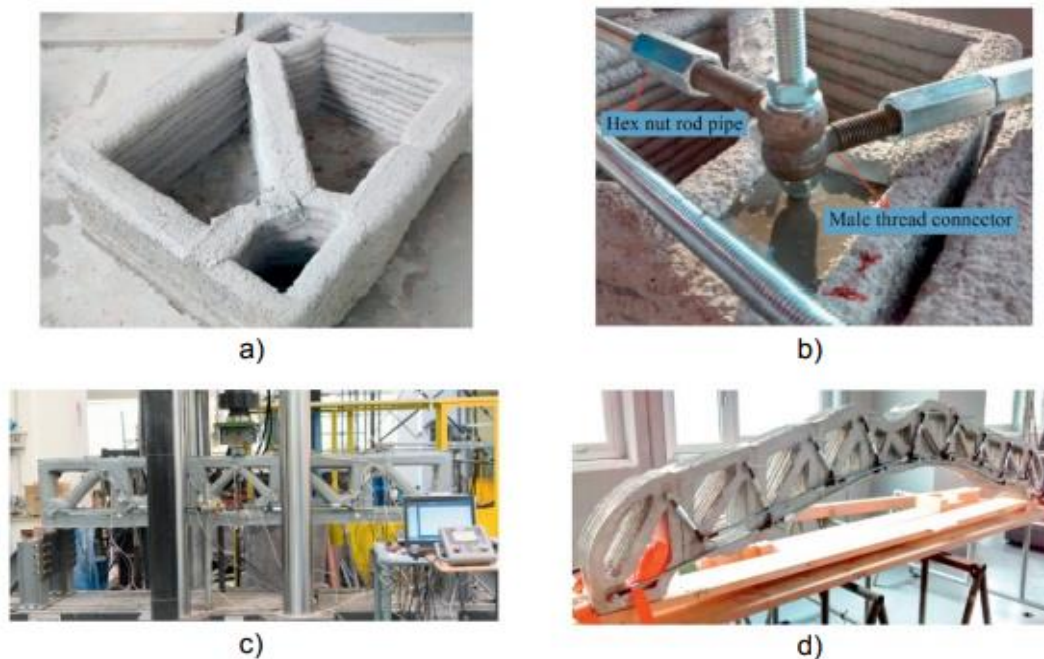 a)
Hex nut rod pipe
Male thread connector
b)
c)
d)